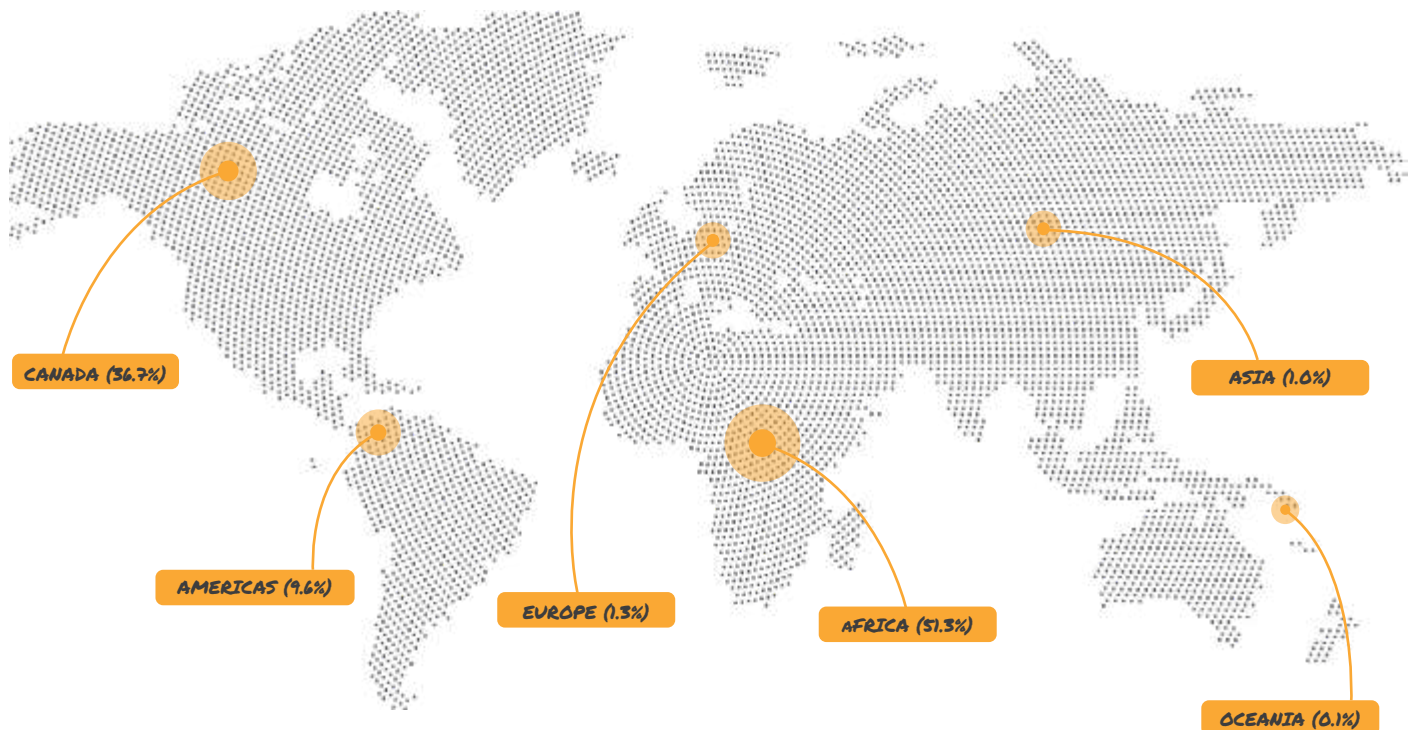 CANADA (36.7%)
ASIA (1.0%)
AMERICAS (9.6%)
EUROPE (1.3%)
AFRICA (51.3%)
OCEANIA (0.1%)